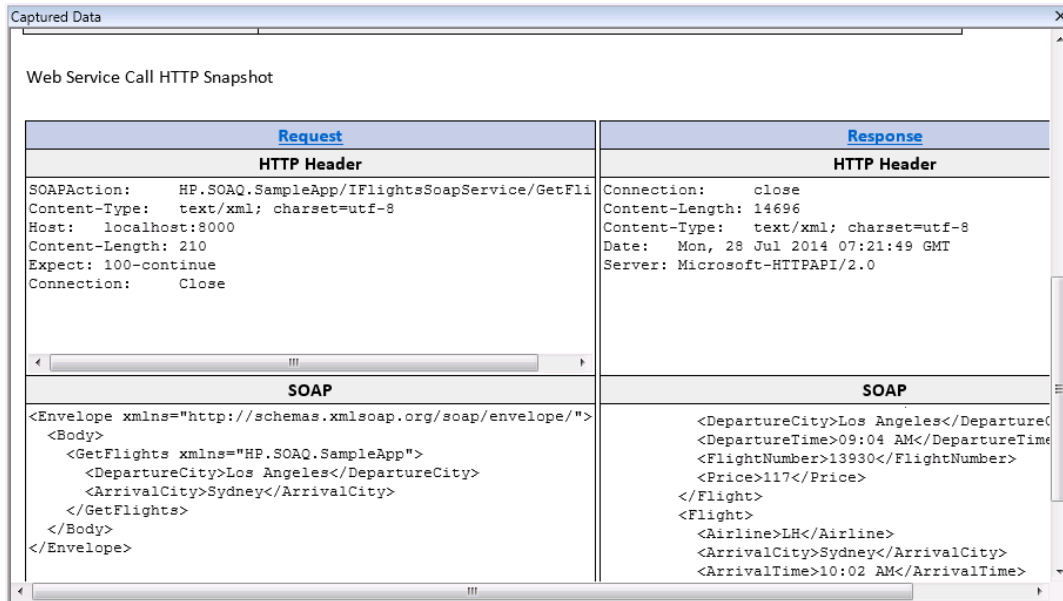 Captured Data
Web Service Call HTTP Snapshot
Request
HTTP Header
SOAPAction: HP.SOAQ.SampleApp/IFlightsSoapService/GetFli
Content-Type: text/xml; charset=utf-8
Host: localhost:8000
Content-Length: 210
Expect: 100-continue
Connection: Close
SOAP
<Envelope xmlns="http://schemas.xmlsoap.org/soap/envelope/">
<Body>
<GetFlights xmlns="HP.SOAQ.SampleApp">
<DepartureCity>Los Angeles</DepartureCity>
<ArrivalCity>Sydney</ArrivalCity>
</GetFlights>
</Body>
</Envelope>
Response
HTTP Header
Connection: close
Content-Length: 14696
Content-Type: text/xml; charset=utf-8
Date: Mon, 28 Jul 2014 07:21:49 GMT
Server: Microsoft-HTTPAPI/2.0
SOAP
<DepartureCity>Los Angeles</DepartureC
<DepartureTime>09:04 AM</DepartureTime
<FlightNumber>13930</FlightNumber>
<Price>117</Price>
</Flight>
<Flight>
<Airline>LH</Airline>
<ArrivalCity>Sydney</ArrivalCity>
<ArrivalTime>10:02 AM</ArrivalTime>